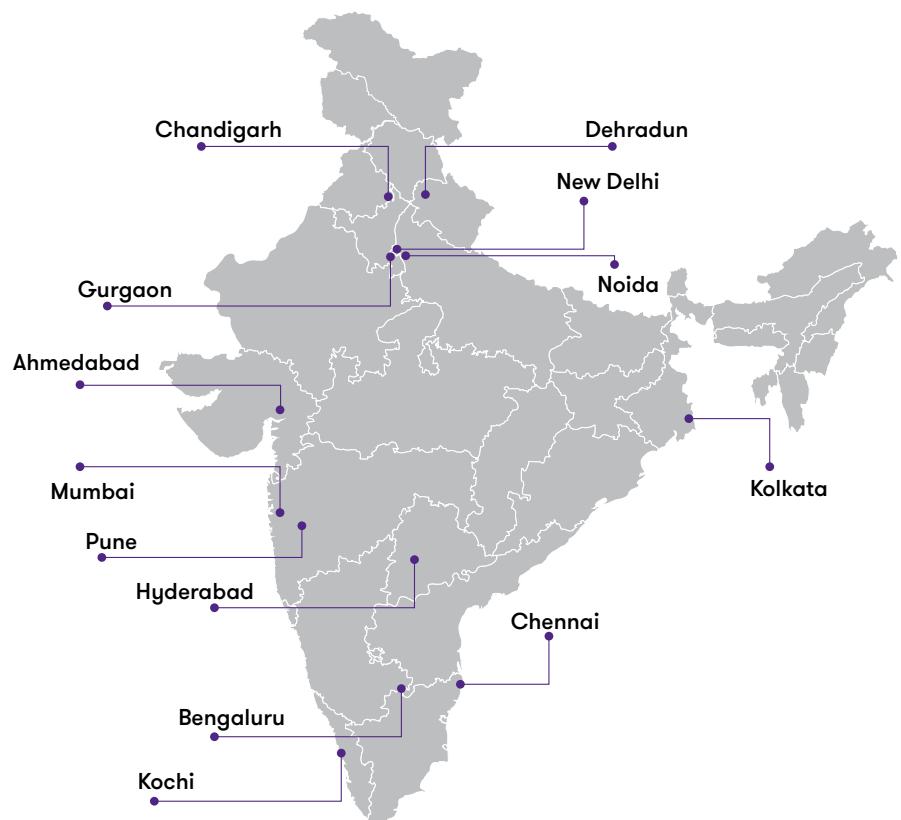 Chandigarh
Dehradun
New Delhi
Noida
Gurgaon
Ahmedabad
Mumbai
Kolkata
Pune
Hyderabad
Chennai
Bengaluru
Kochi